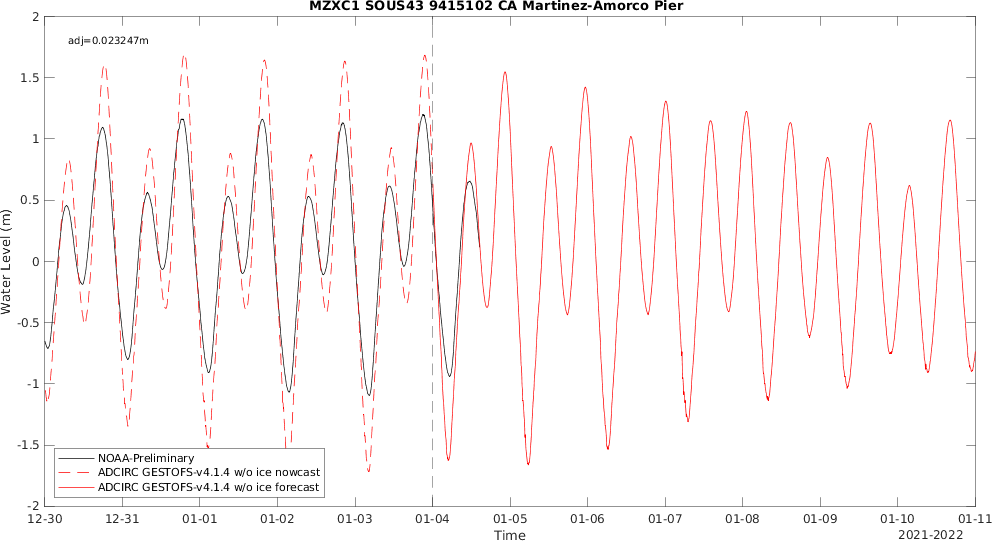 MZXC1 SOUS43 9415102 CA Martinez-Amorco Pier
adj=0.023247m
2
1.5
1
0.5
0
-0.5
-1
-1.5
-2
Water Level (m)
NOAA-Preliminary
ADCIRC GESTOFS-v4.1.4 w/o ice nowcast
ADCIRC GESTOFS-v4.1.4 w/o ice forecast
12-30 12-31 01-01 01-02 01-03 01-04 01-05 01-06 01-07 01-08 01-09 01-10 01-11
Time
2021-2022